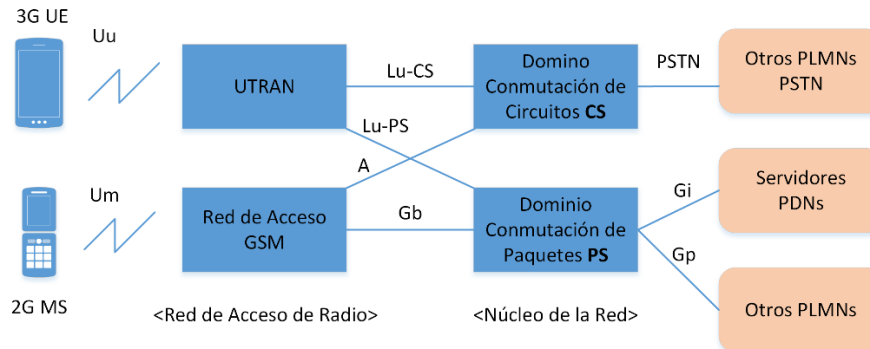 3G UE
Uu
UTRAN
Lu-CS
Domino
Conmutación de
Circuitos CS
PSTN
Otros PLMNs
PSTN
Lu-PS
A
Um
Red de Acceso
GSM
Gb
Dominio
Conmutación de
Paquetes PS
Gi
Servidores
PDNs
Gp
Otros PLMNs
2G MS
<Red de Acceso de Radio>
<Núcleo de la Red>